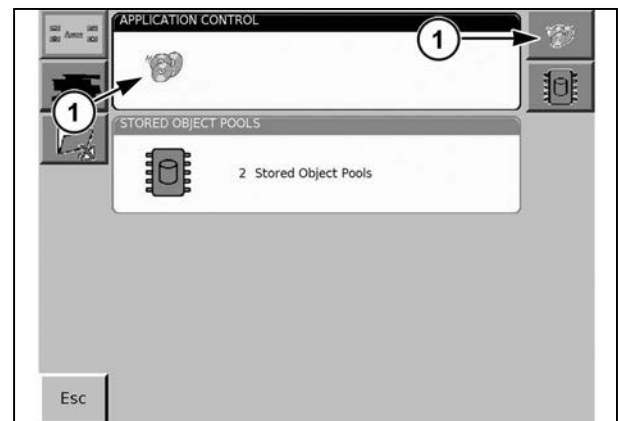 APPLICATION CONTROL
1
1
STORED OBJECT POOLS
2 Stored Object Pools
Esc